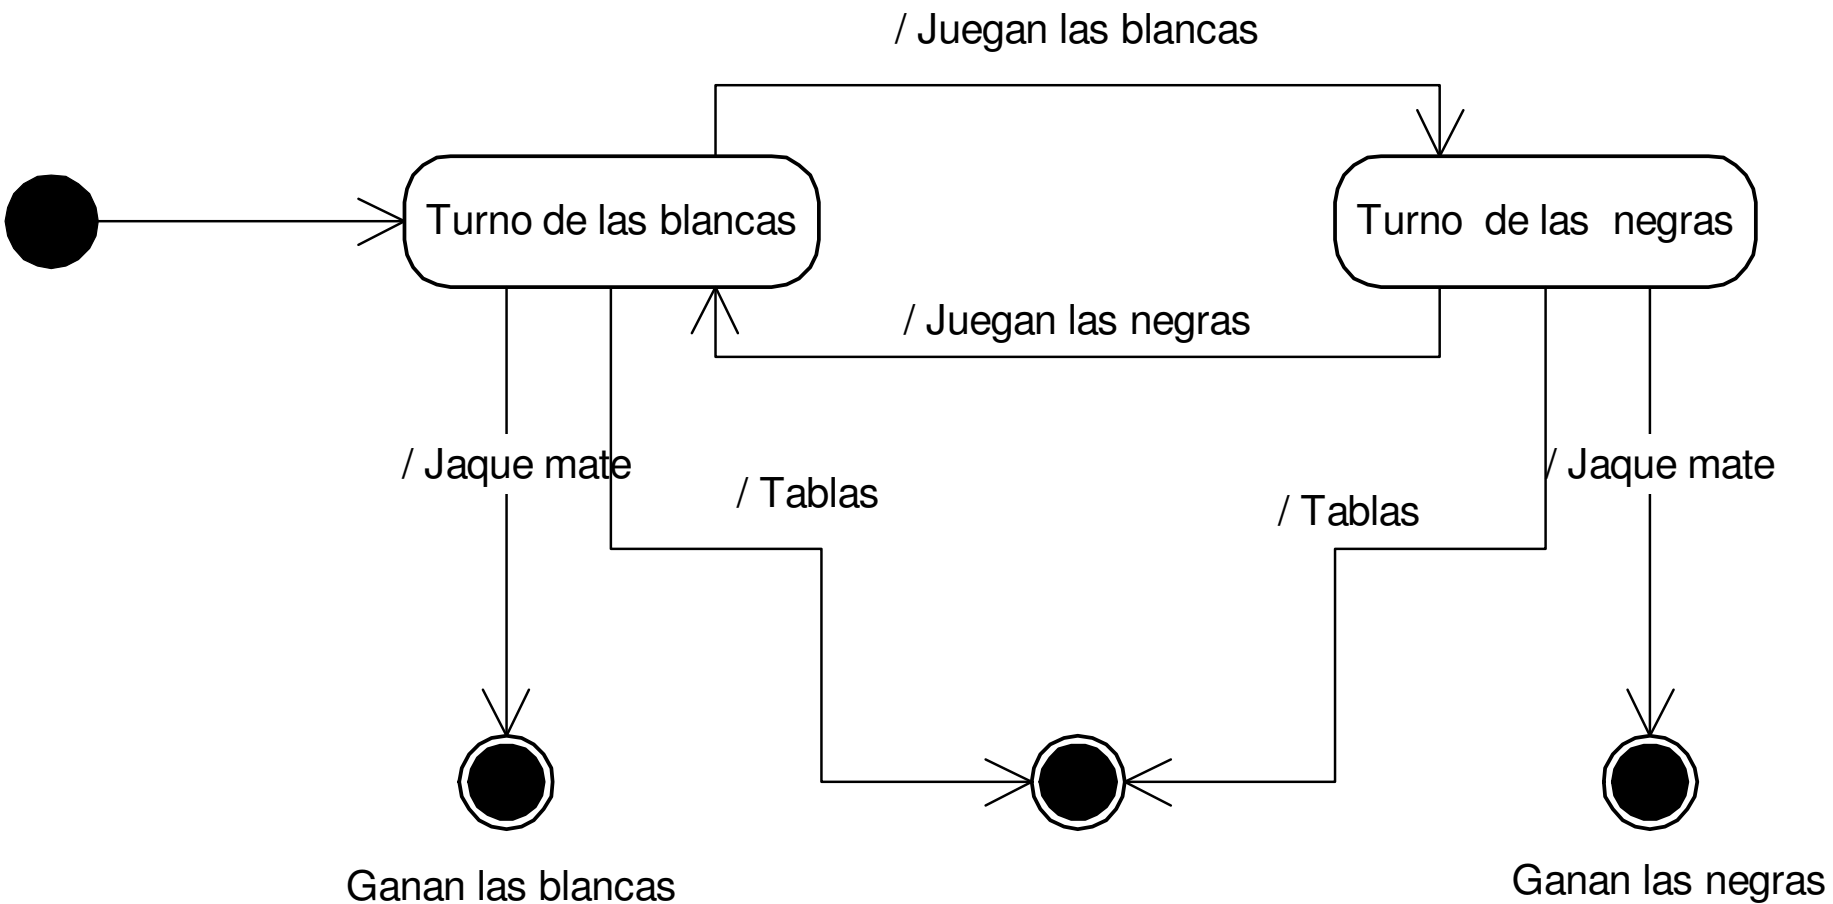 / Juegan las blancas
Turno de las blancas
Turno de las negras
/ Juegan las negras
/ Jaque mate
/ Tablas
/ Tablas
/ Jaque mate
Ganan las blancas
Ganan las negras